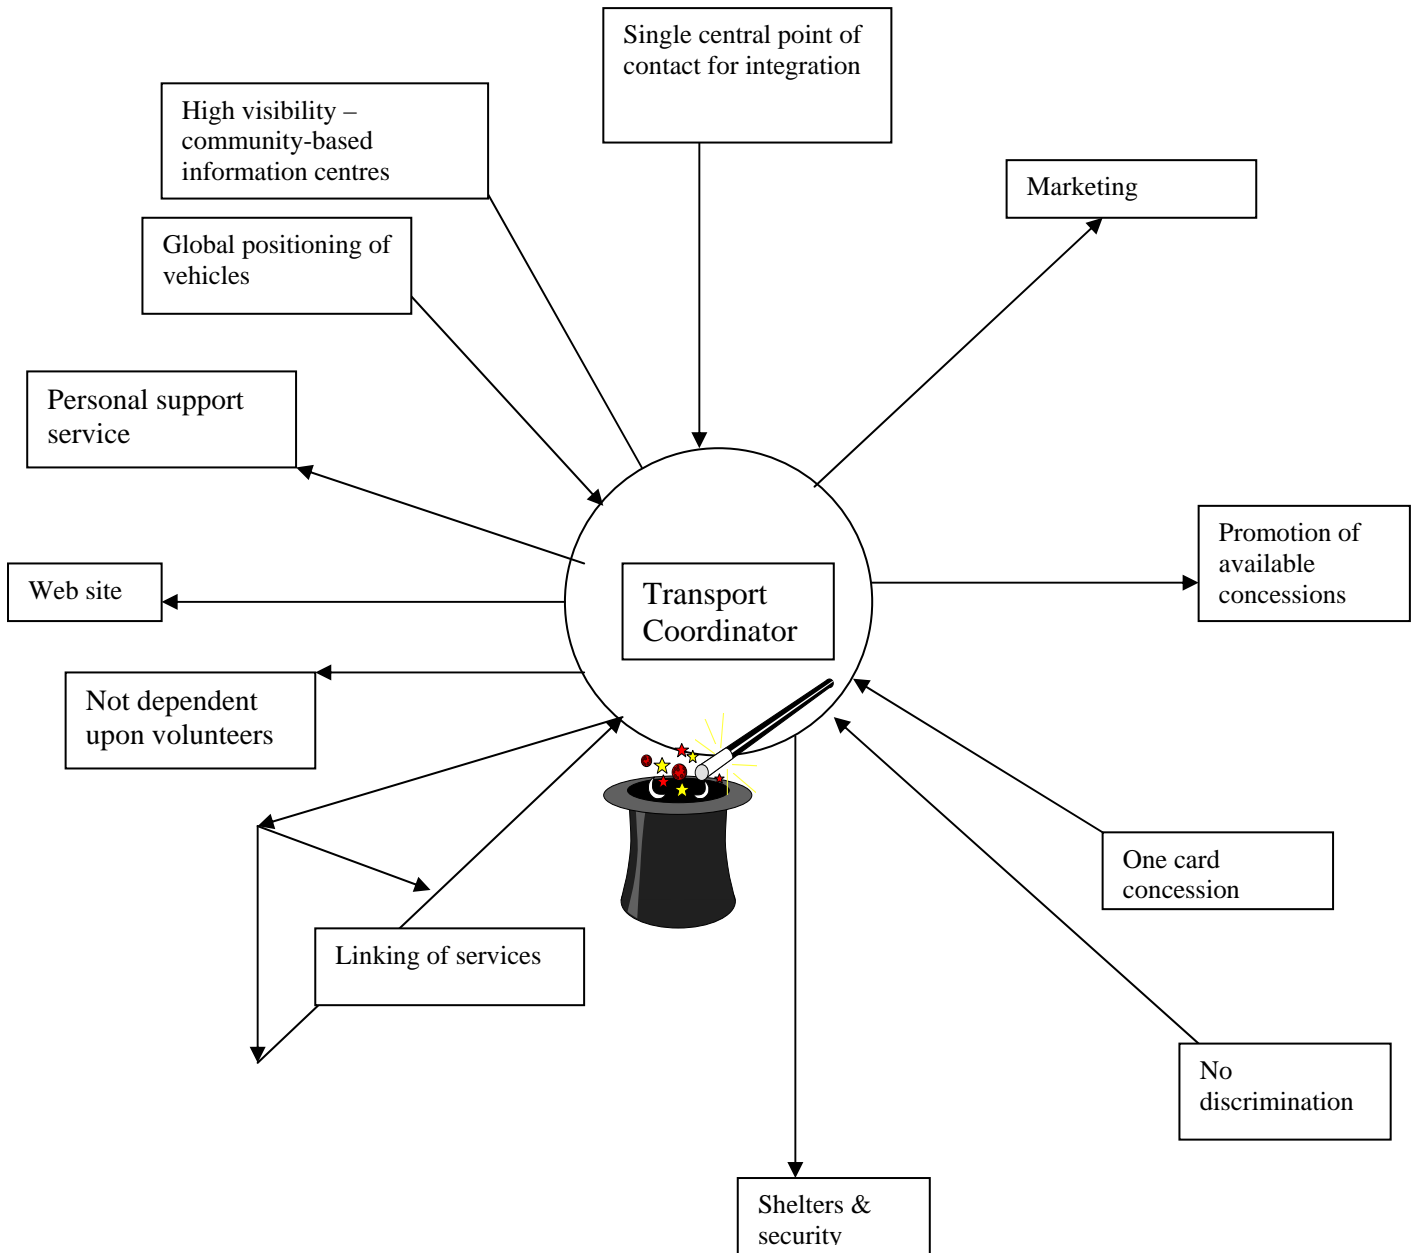 Single central point of
contact for integration
High visibility –
community-based
information centres
Marketing
Global positioning of
vehicles
Personal support
service
Promotion of
available
concessions
Web site
Transport
Coordinator
Not dependent
upon volunteers
One card
concession
Linking of services
No
discrimination
Shelters &
security